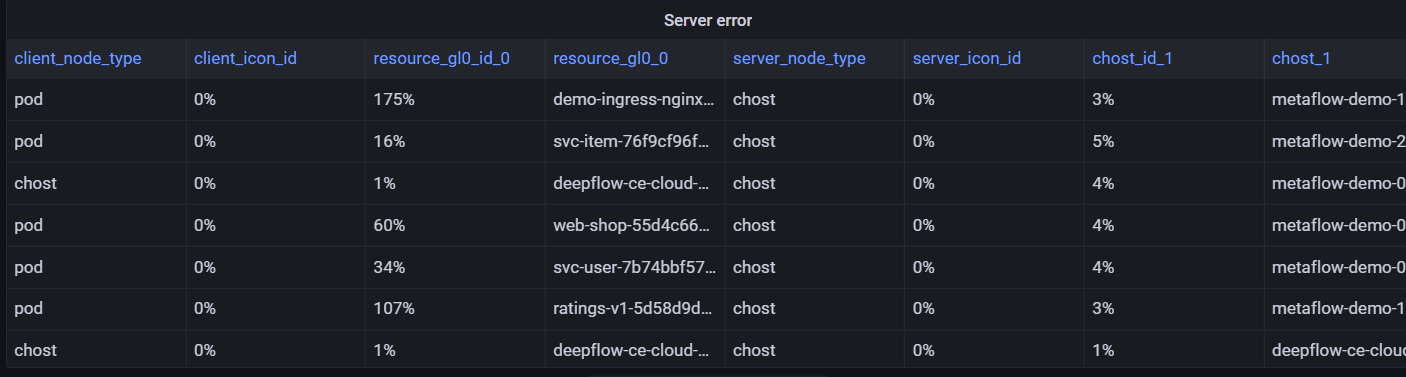 Server error
client_node_type client_icon_id resource_gl0_id_0 resource_gl0_0 server_node_type server_icon_id chost_id_1 chost_1
pod 0% 175% demo-ingress-nginx... chost 0% 3% metaflow-demo-1
pod 0% 16% svc-item-76f9cf96f... chost 0% 5% metaflow-demo-2
chost 0% 1% deepflow-ce-cloud-... chost 0% 4% metaflow-demo-0
pod 0% 60% web-shop-55d4c66... chost 0% 4% metaflow-demo-0
pod 0% 34% svc-user-7b74bbf57... chost 0% 4% metaflow-demo-0
pod 0% 107% ratings-v1-5d58d9d... chost 0% 3% metaflow-demo-1
chost 0% 1% deepflow-ce-cloud-... chost 0% 1% deepflow-ce-cloud